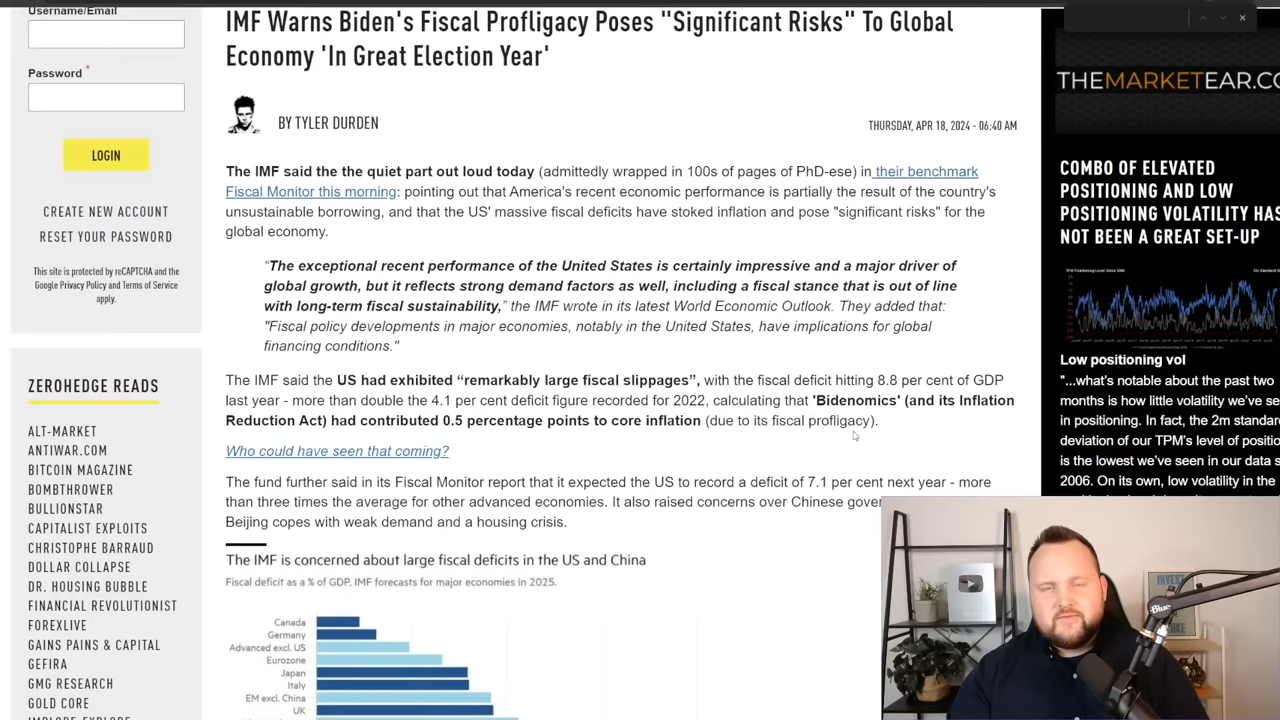 Username/Email
Password *
LOGIN
CREATE NEW ACCOUNT
RESET YOUR PASSWORD
This site is protected by reCAPTCHA and the
Google Privacy Policy and Terms of Service
apply.
ZEROHEDGE READS
ALT-MARKET
ANTIWAR.COM
BITCOIN MAGAZINE
BOMBTHROWER
BULLIONSTAR
CAPITALIST EXPLOITS
CHRISTOPHE BARRAUD
DOLLAR COLLAPSE
DR. HOUSING BUBBLE
FINANCIAL REVOLUTIONIST
FOREXLIVE
GAINS PAINS & CAPITAL
GEFIRA
GMG RESEARCH
GOLD CORE
IMF Warns Biden's Fiscal Profligacy Poses "Significant Risks" To Global
Economy 'In Great Election Year'
BY TYLER DURDEN
THURSDAY, APR 18, 2024 - 06:40 AM
The IMF said the the quiet part out loud today (admittedly wrapped in 100s of pages of PhD-ese) in their benchmark
Fiscal Monitor this morning: pointing out that America's recent economic performance is partially the result of the country's
unsustainable borrowing, and that the US' massive fiscal deficits have stoked inflation and pose "significant risks" for the
global economy.
“The exceptional recent performance of the United States is certainly impressive and a major driver of
global growth, but it reflects strong demand factors as well, including a fiscal stance that is out of line
with long-term fiscal sustainability,” the IMF wrote in its latest World Economic Outlook. They added that:
"Fiscal policy developments in major economies, notably in the United States, have implications for global
financing conditions."
The IMF said the US had exhibited “remarkably large fiscal slippages”, with the fiscal deficit hitting 8.8 per cent of GDP
last year - more than double the 4.1 per cent deficit figure recorded for 2022, calculating that 'Bidenomics' (and its Inflation
Reduction Act) had contributed 0.5 percentage points to core inflation (due to its fiscal profligacy).
Who could have seen that coming?
The fund further said in its Fiscal Monitor report that it expected the US to record a deficit of 7.1 per cent next year - more
than three times the average for other advanced economies. It also raised concerns over Chinese gover
Beijing copes with weak demand and a housing crisis.
The IMF is concerned about large fiscal deficits in the US and China
Fiscal deficit as a % of GDP, IMF forecasts for major economies in 2025.
Canada
Germany
Advanced excl. US
Eurozone
Japan
Italy
EM excl. China
UK
THEMARKETEAR.CO
COMBO OF ELEVATED
POSITIONING AND LOW
POSITIONING VOLATILITY HAS
NOT BEEN A GREAT SET-UP
Low positioning vol
"...what's notable about the past two
months is how little volatility we've see
in positioning. In fact, the 2m standard
deviation of our TPM's level of positio
is the lowest we've seen in our data s
2006. On its own, low volatility in the
Blue
INVEST